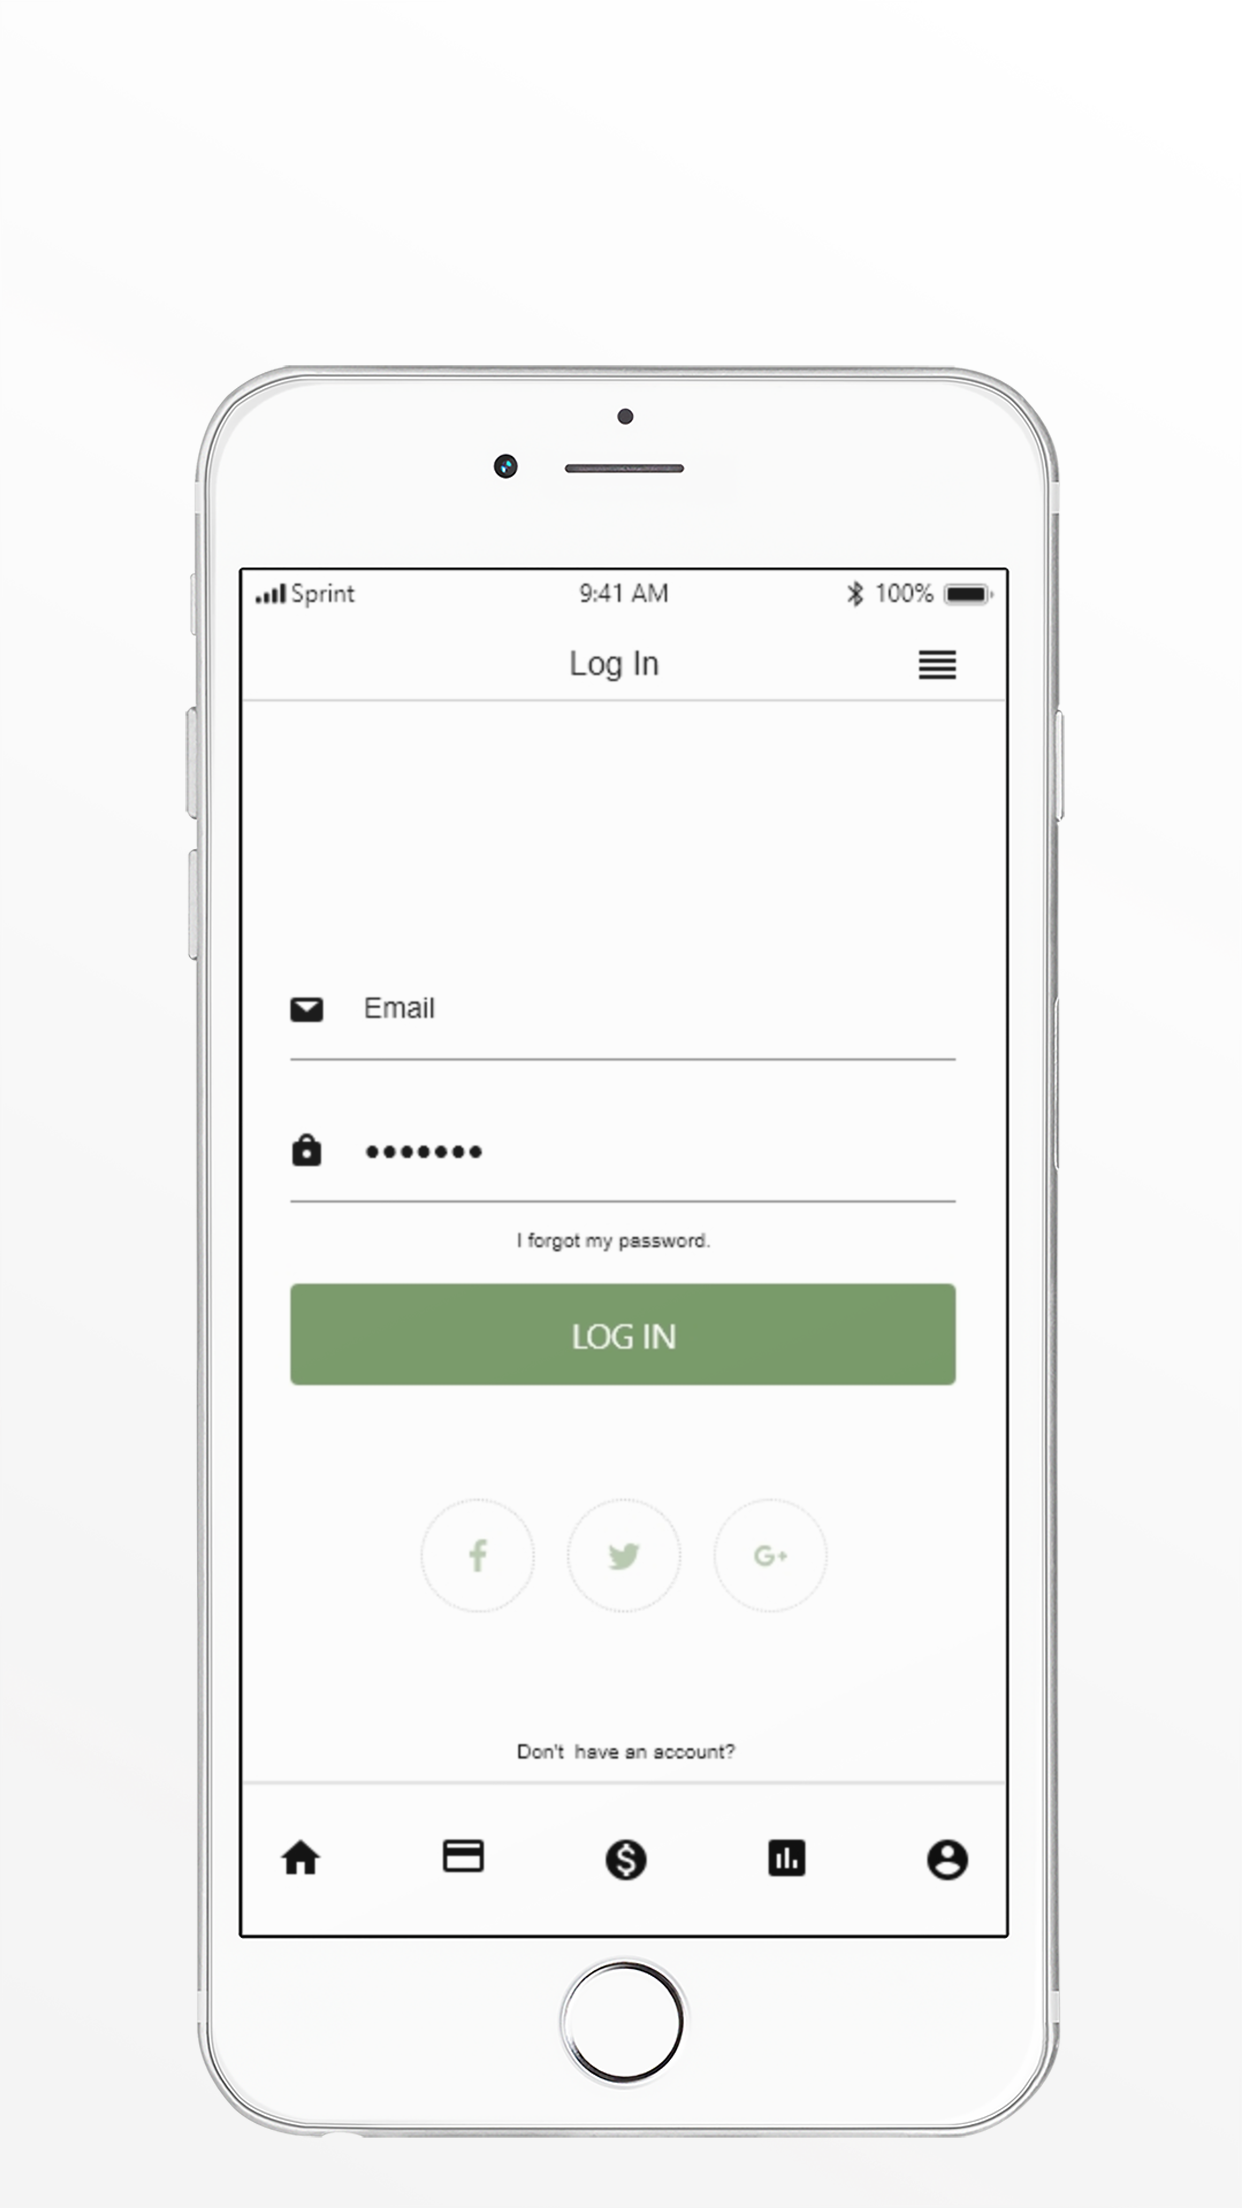 Sprint 9:41 AM 100%
Log In
Email
I forgot my password.
LOG IN
f G+
Don't have an account?
$